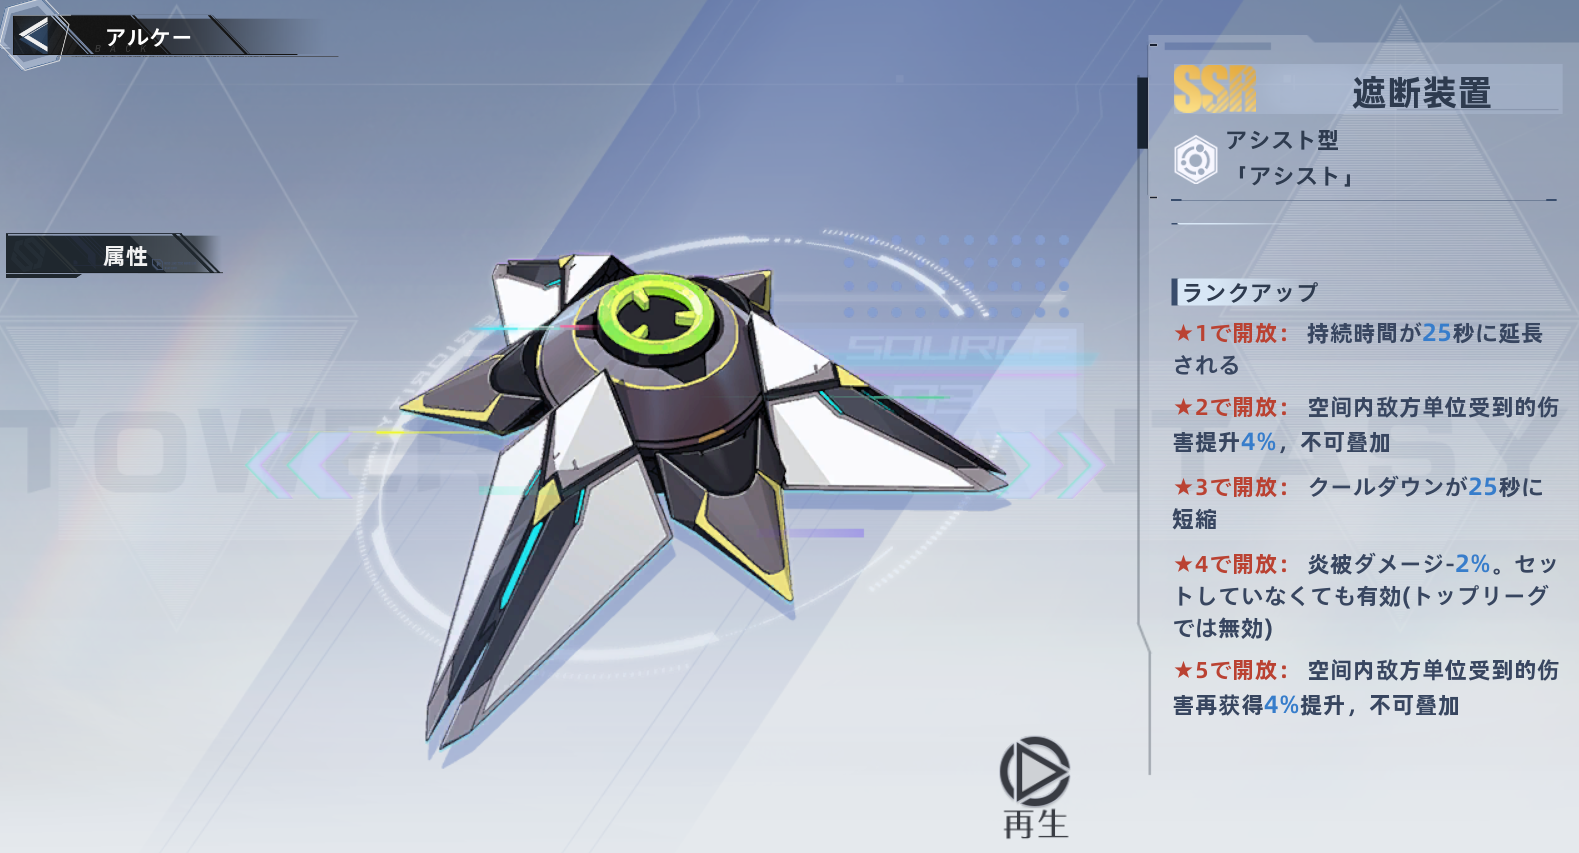 アルケー
BACK
SSR
遮断装置
アシスト型
「アシスト」
属性
ランクアップ
★1で開放： 持続時間が25秒に延長
される
★2で開放： 空间内敌方单位受到的伤
害提升4%，不可叠加
★3で開放： クールダウンが25秒に
短縮
★4で開放： 炎被ダメージ-2%。セッ
トしていなくても有効(トップリーグ
では無効)
★5で開放： 空间内敌方单位受到的伤
害再获得4%提升，不可叠加
SOURCE
03
再生